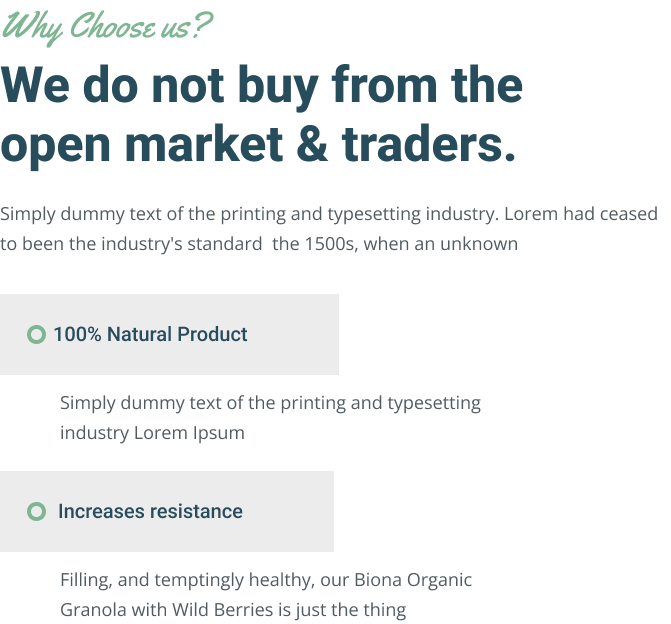 Why Choose us?
We do not buy from the
open market & traders.
Simply dummy text of the printing and typesetting industry. Lorem had ceased
to been the industry's standard  the 1500s, when an unknown
100% Natural Product
Simply dummy text of the printing and typesetting
industry Lorem Ipsum
Increases resistance
Filling, and temptingly healthy, our Biona Organic
Granola with Wild Berries is just the thing